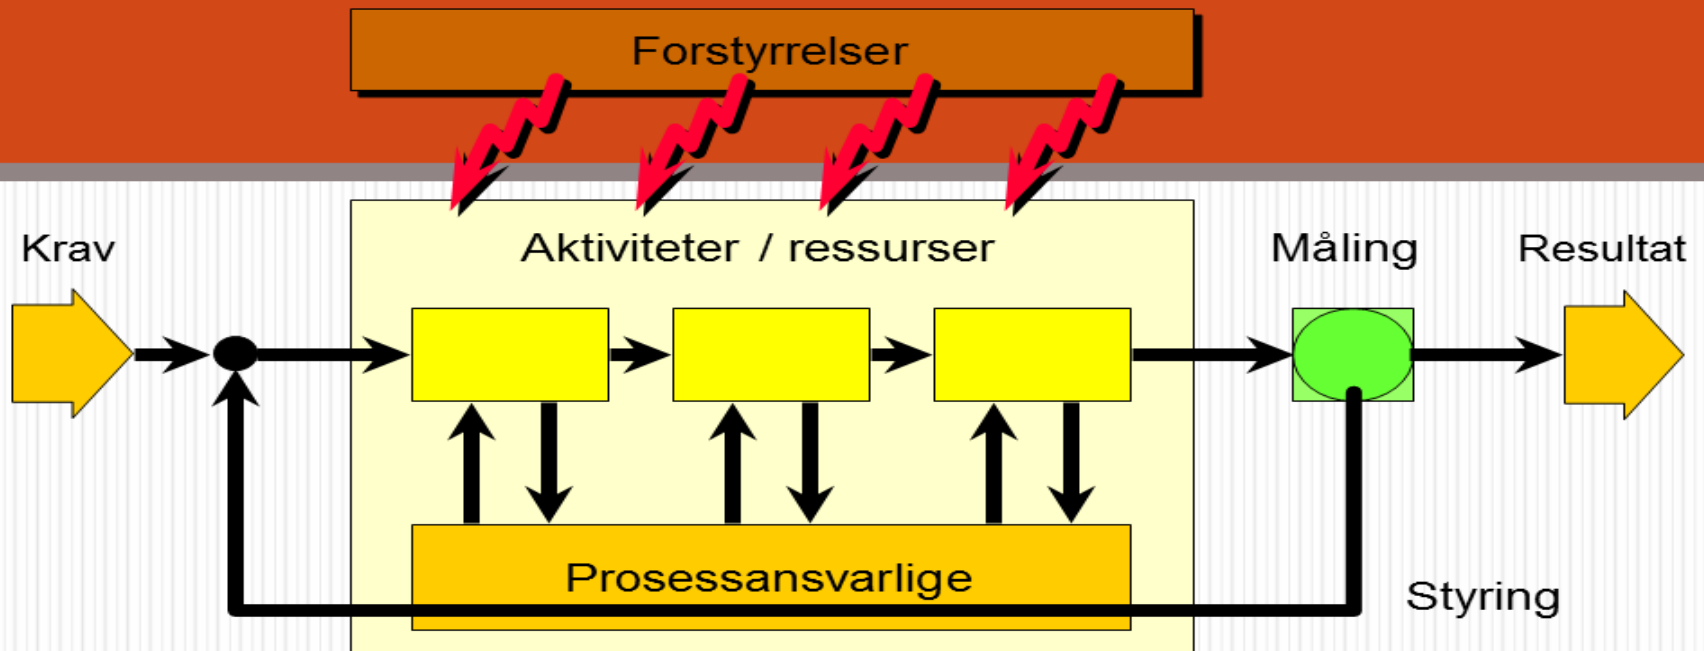 Forstyrrelser
Krav
Aktiviteter / ressurser
Måling
Resultat
Prosessansvarlige
Styring